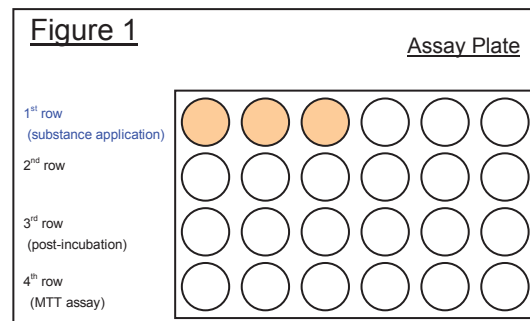 Figure 1
Assay Plate
1st row
(substance application)
2nd row
3rd row
(post-incubation)
4th row
(MTT assay)